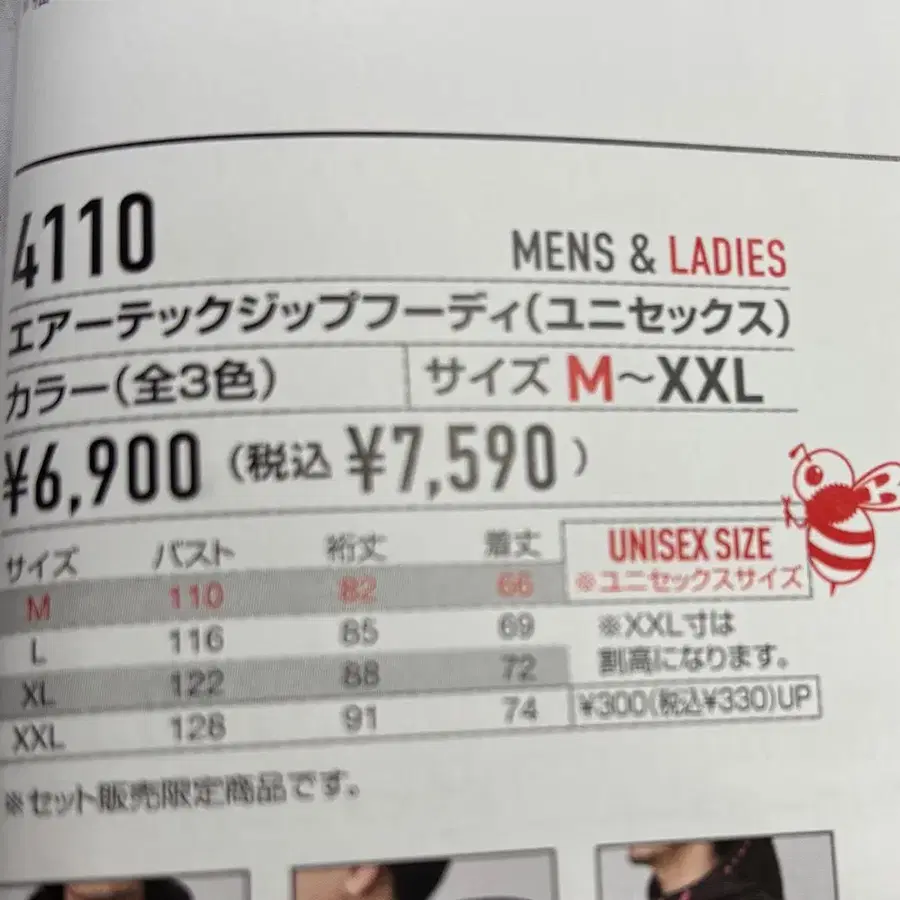 4110
MENS & LADIES
エアーテックジップフーディ(ユニセックス)
カラー(全3色)
サイズ M～XXL
¥6,900 (税込 ¥7,590)
サイズ バスト 裄丈 着丈
M 110 82 66
L 116 85 69
XL 122 88 72
XXL 128 91 74
UNISEX SIZE
※ユニセックスサイズ
※XXL寸は
割高になります。
¥300(税込¥330)UP
※セット販売限定商品です。